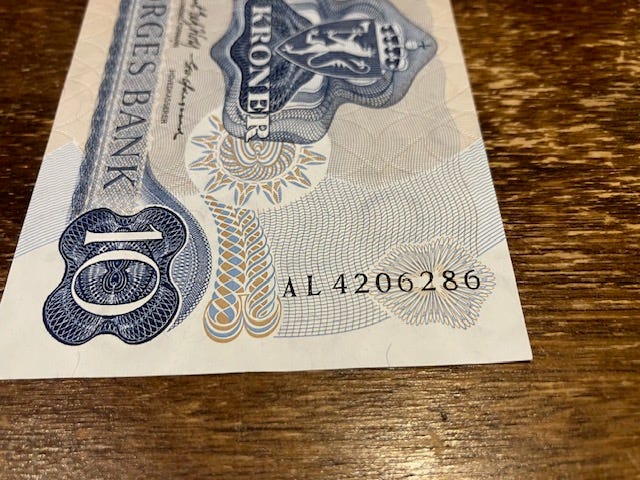 RGES BANK
KRONER
10
AL 4206286